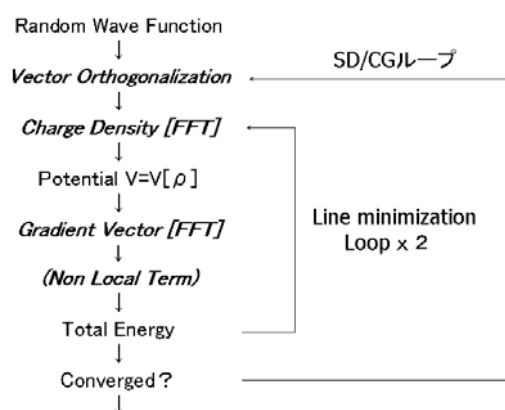 Random Wave Function
↓
Vector Orthogonalization
SD/CGループ
↓
Charge Density [FFT]
↓
Potential V=V[ρ]
↓
Gradient Vector [FFT]
Line minimization
Loop x 2
↓
(Non Local Term)
↓
Total Energy
↓
Converged？
↓